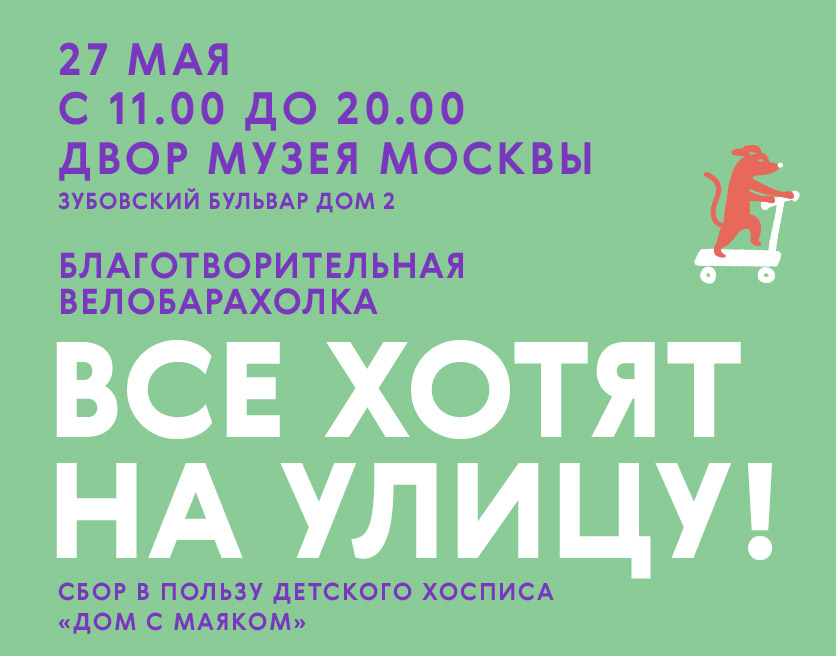 27 МАЯ
С 11.00 ДО 20.00
ДВОР МУЗЕЯ МОСКВЫ
ЗУБОВСКИЙ БУЛЬВАР ДОМ 2
БЛАГОТВОРИТЕЛЬНАЯ
ВЕЛОБАРАХОЛКА
ВСЕ ХОТЯТ
НА УЛИЦУ!
СБОР В ПОЛЬЗУ ДЕТСКОГО ХОСПИСА
«ДОМ С МАЯКОМ»